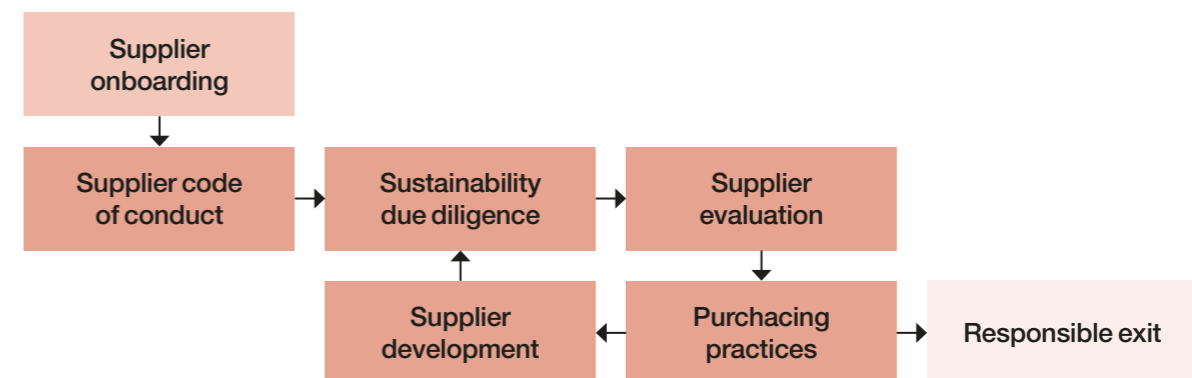 Supplier
onboarding
Supplier code
of conduct
Sustainability
due diligence
Supplier
evaluation
Supplier
development
Purchacing
practices
Responsible exit